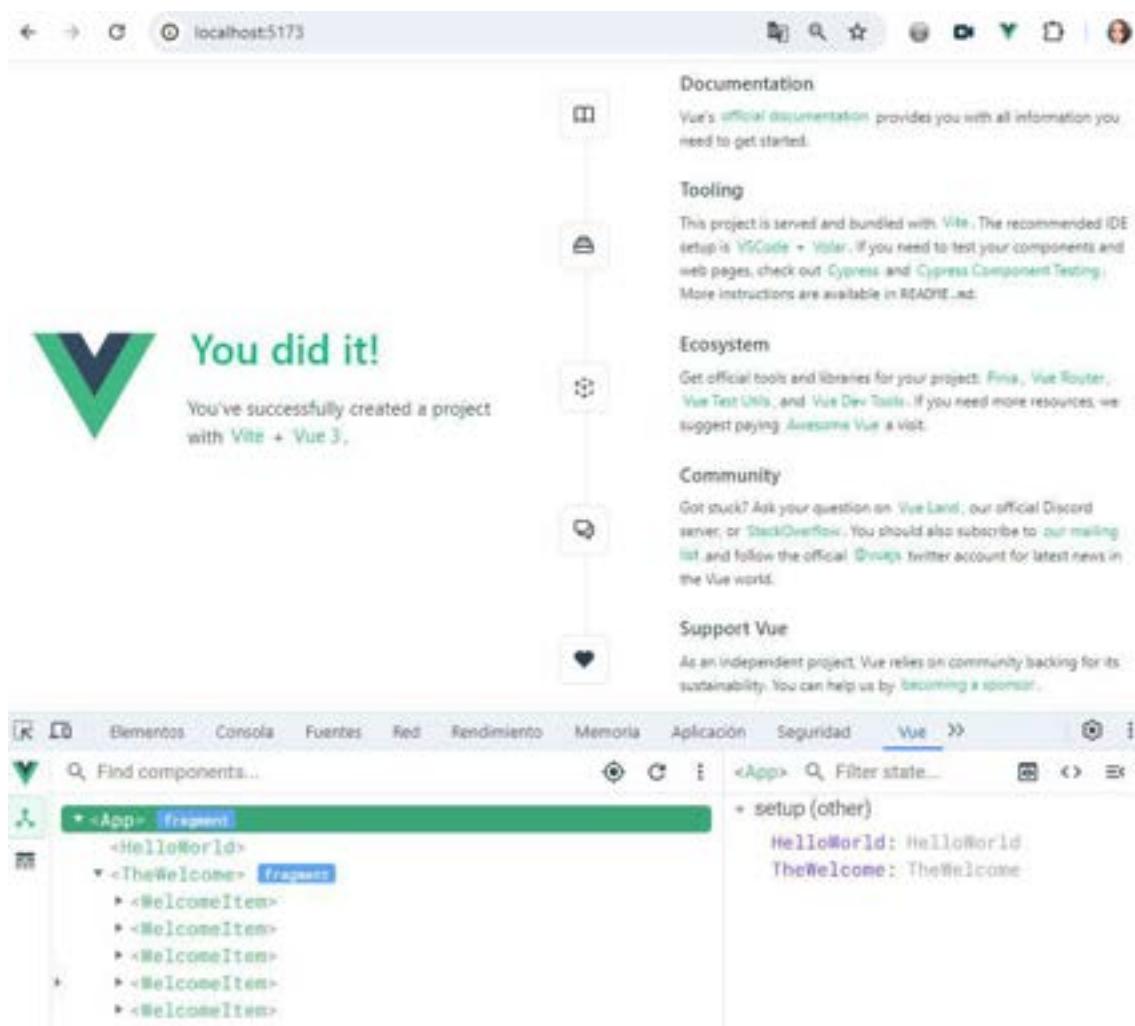 localhost:5173
You did it!
You've successfully created a project
with Vite + Vue 3.
Documentation
Vue's official documentation provides you with all information you
need to get started.
Tooling
This project is served and bundled with Vite. The recommended IDE
setup is VSCode + Volar. If you need to test your components and
web pages, check out Cypress and Cypress Component Testing.
More instructions are available in README.md.
Ecosystem
Get official tools and libraries for your project: Pinia, Vue Router,
Vue Test Utils, and Vue Dev Tools. If you need more resources, we
suggest paying Awesome Vue a visit.
Community
Got stuck? Ask your question on Vue Land, our official Discord
server, or StackOverflow. You should also subscribe to our mailing
list and follow the official @vuejs twitter account for latest news in
the Vue world.
Support Vue
As an independent project, Vue relies on community backing for its
sustainability. You can help us by becoming a sponsor.
Elementos Consola Fuentes Red Rendimiento Memoria Aplicación Seguridad Vue
Find components...
<App> fragment
<HelloWorld>
<TheWelcome> fragment
<WelcomeItem>
<WelcomeItem>
<WelcomeItem>
<WelcomeItem>
<WelcomeItem>
<App> Filter state...
setup (other)
HelloWorld: HelloWorld
TheWelcome: TheWelcome